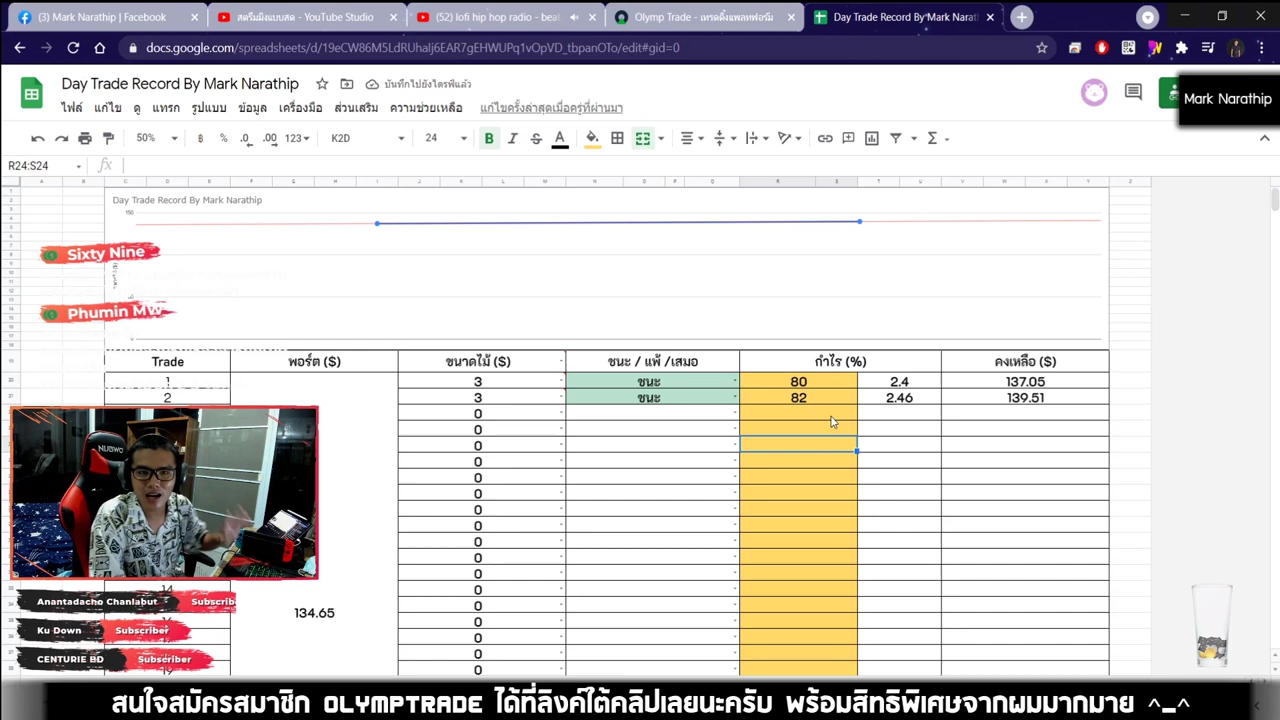 (3) Mark Narathip | Facebook
สตรีมมิงแบบสด - YouTube Studio
(52) lofi hip hop radio - bea
Olymp Trade - เทรดดิ้งแพลทฟอร์ม
Day Trade Record By Mark Narat
docs.google.com/spreadsheets/d/19eCW86M5LdRUhaIj6EAR7gEHWUPq1vOpVD_tbpanOTo/edit#gid=0
Day Trade Record By Mark Narathip
บันทึกไปยังไดรฟ์แล้ว
Mark Narathip
ไฟล์ แก้ไข ดู แทรก รูปแบบ ข้อมูล เครื่องมือ ส่วนเสริม ความช่วยเหลือ แก้ไขครั้งล่าสุดเมื่อครู่ที่ผ่านมา
50% ฿ % .0 .00 123 K2D 24 B I S A
R24:S24 fx
Day Trade Record By Mark Narathip
150
Sixty Nine
Phumin MW
Trade พอร์ต ($) ขนาดไม้ ($) ชนะ / แพ้ /เสมอ กำไร (%) คงเหลือ ($)
1 3 ชนะ 80 2.4 137.05
2 3 ชนะ 82 2.46 139.51
0
0
0
0
0
0
0
0
0
0
0
14 0
0
134.65
16 0
0
0
19 0
NUBWO
Anantadacho Chanlabut Subscrib
Ku Down Subscriber
CENTURIE BD Subscriber
สนใจสมัครสมาชิก OLYMPTRADE ได้ที่ลิงค์ใต้คลิปเลยนะครับ พร้อมสิทธิพิเศษจากผมมากมาย ^_^